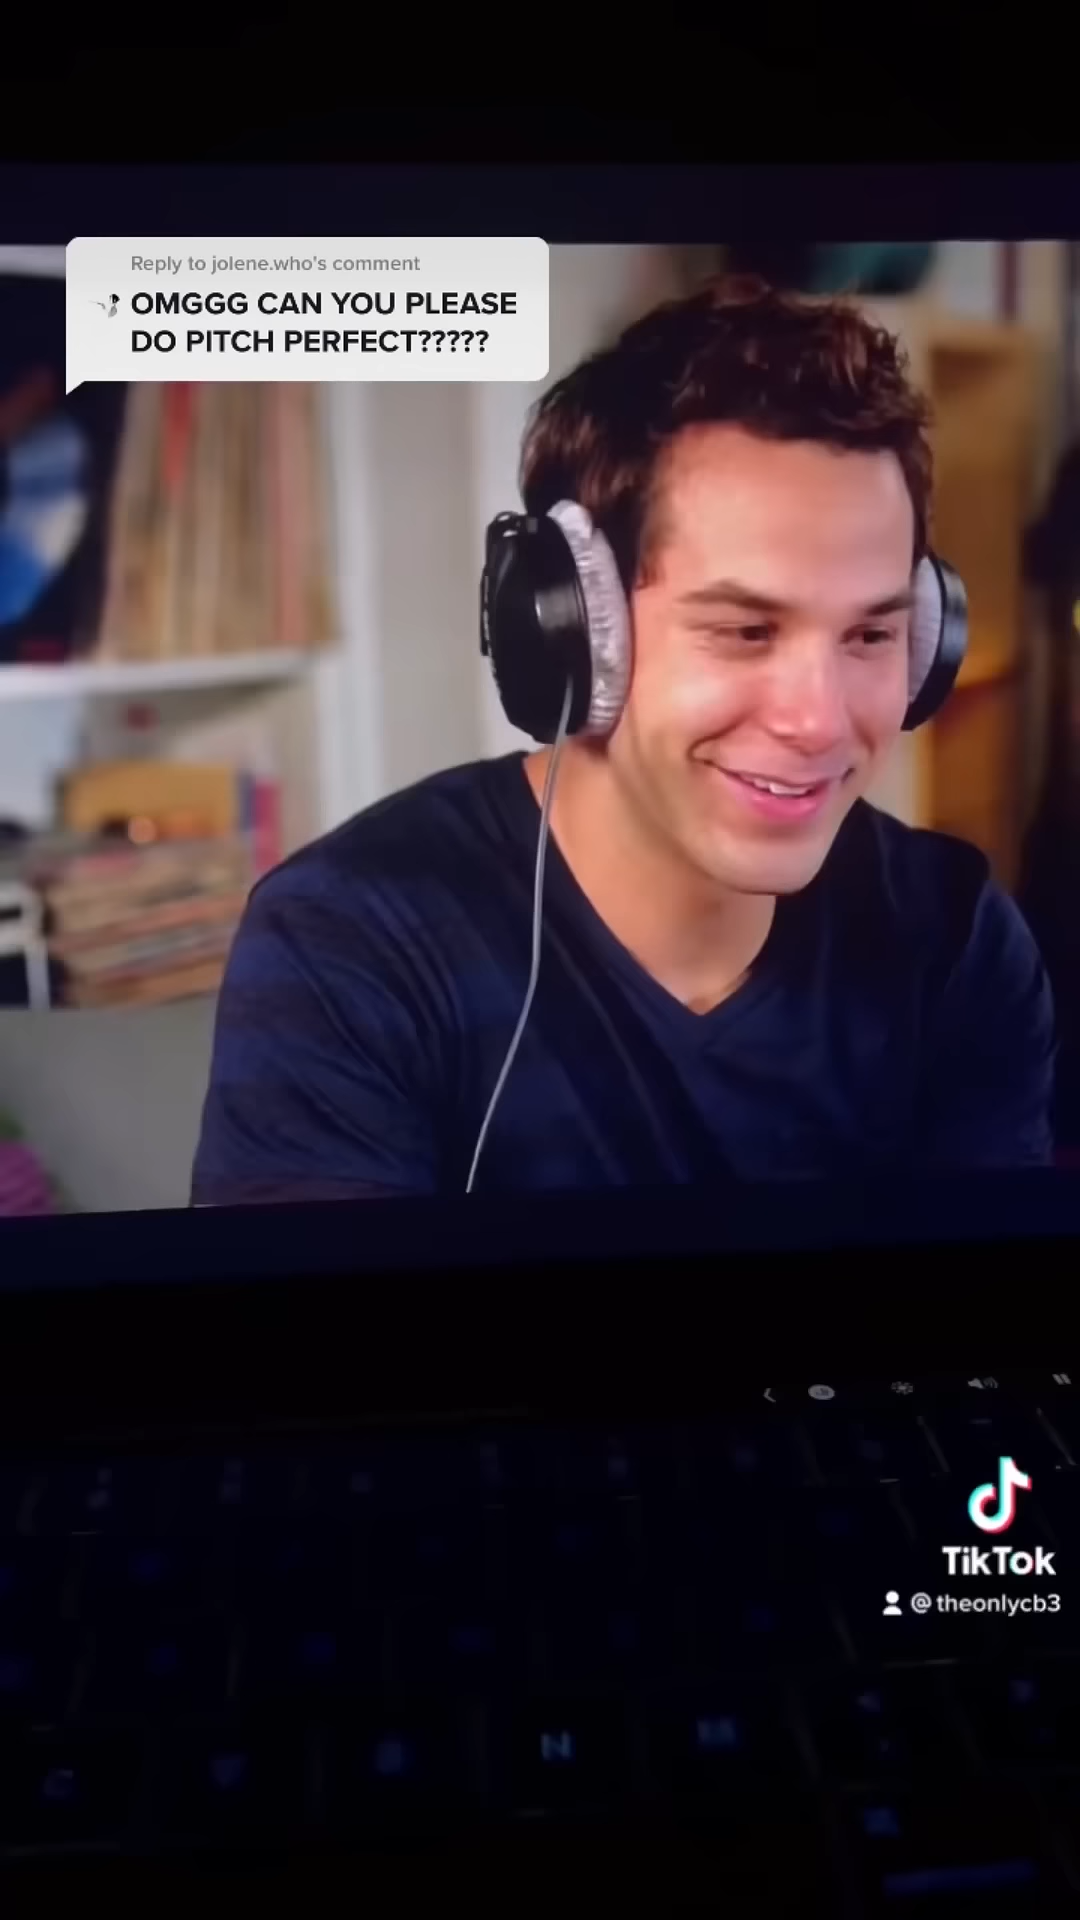 Reply to jolene.who's comment
OMGGG CAN YOU PLEASE
DO PITCH PERFECT?????
TikTok
@theonlycb3
N
M